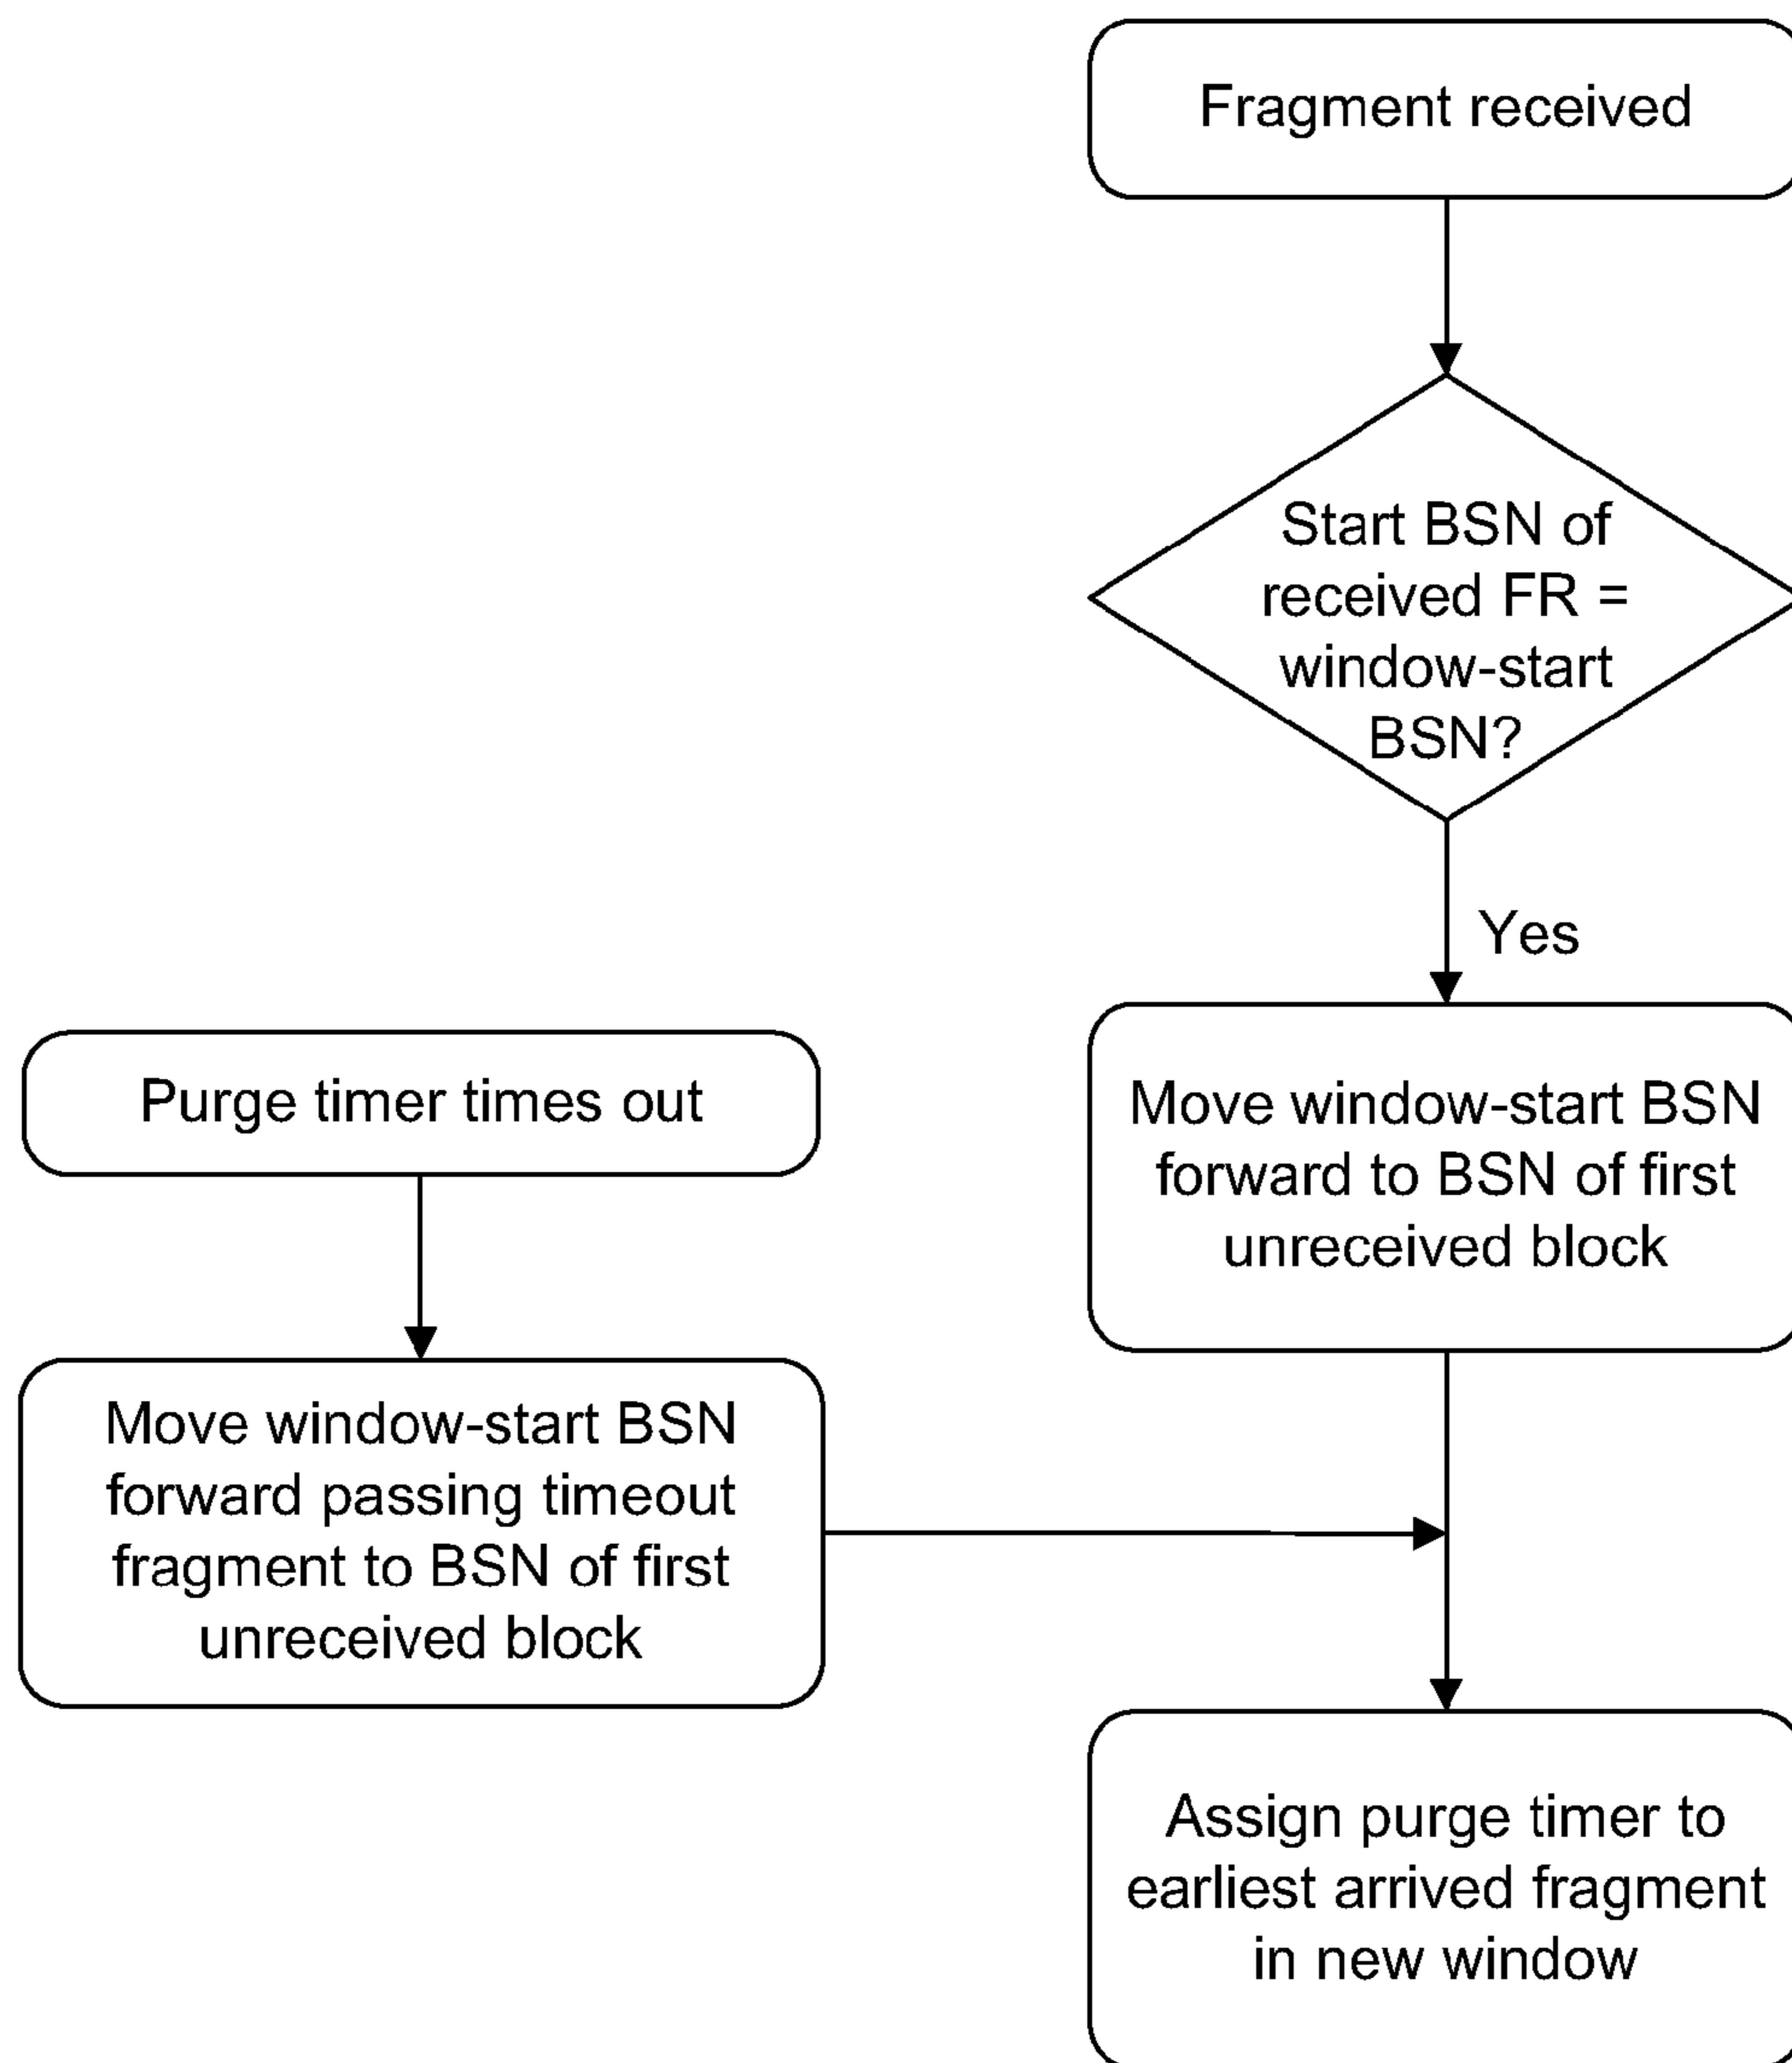 Fragment received
Start BSN of
received FR =
window-start
BSN?
Yes
Purge timer times out
Move window-start BSN
forward to BSN of first
unreceived block
Move window-start BSN
forward passing timeout
fragment to BSN of first
unreceived block
Assign purge timer to
earliest arrived fragment
in new window